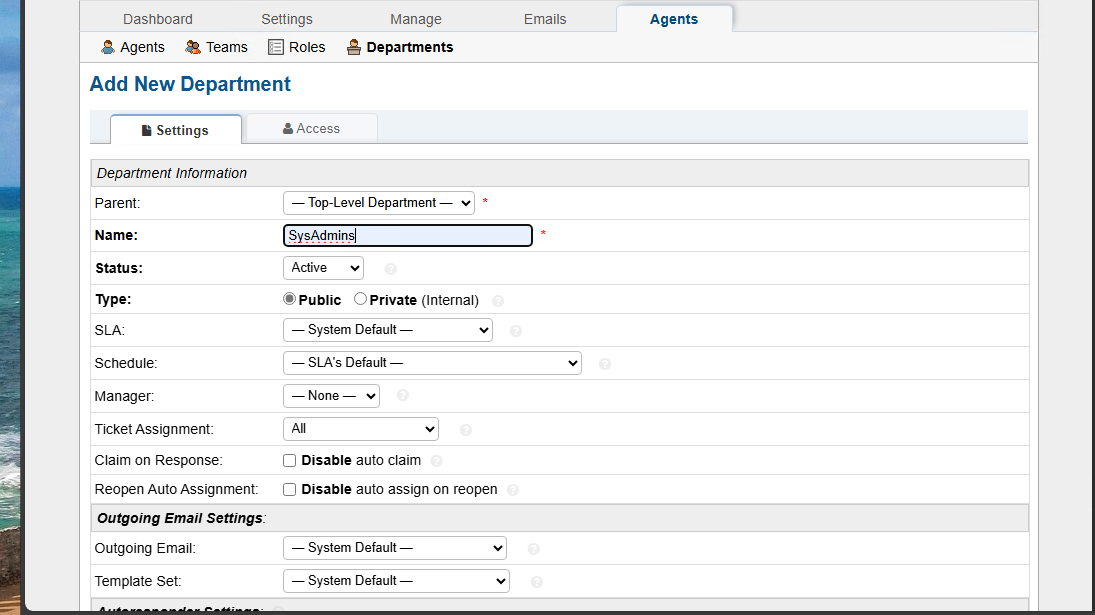 Dashboard Settings Manage Emails Agents
Agents Teams Roles Departments
Add New Department
Settings Access
Department Information
Parent: — Top-Level Department — *
Name: SysAdmins *
Status: Active ?
Type: Public Private (Internal) ?
SLA: — System Default — ?
Schedule: — SLA's Default — ?
Manager: — None — ?
Ticket Assignment: All ?
Claim on Response: Disable auto claim ?
Reopen Auto Assignment: Disable auto assign on reopen ?
Outgoing Email Settings:
Outgoing Email: — System Default — ?
Template Set: — System Default — ?
Autoresponder Settings: